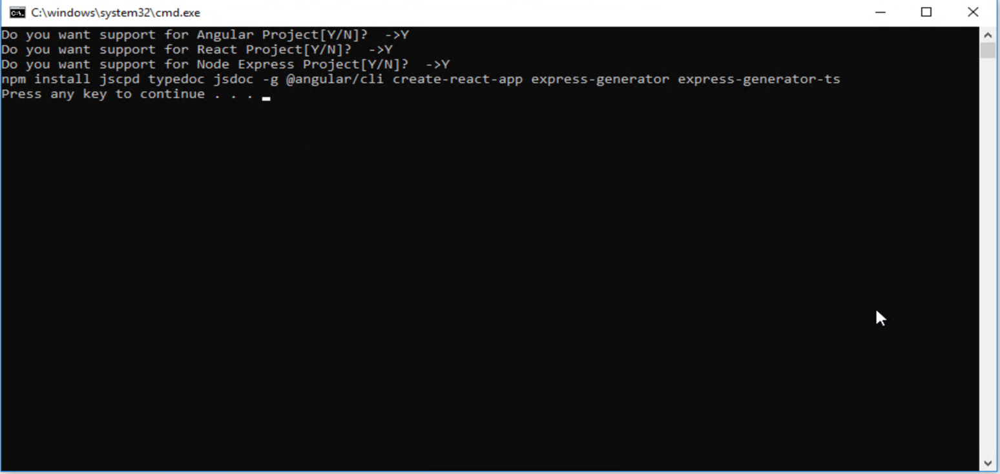 C:\windows\system32\cmd.exe
Do you want support for Angular Project[Y/N]?  ->Y
Do you want support for React Project[Y/N]?  ->Y
Do you want support for Node Express Project[Y/N]?  ->Y
npm install jscpd typedoc jsdoc -g @angular/cli create-react-app express-generator express-generator-ts
Press any key to continue . . .